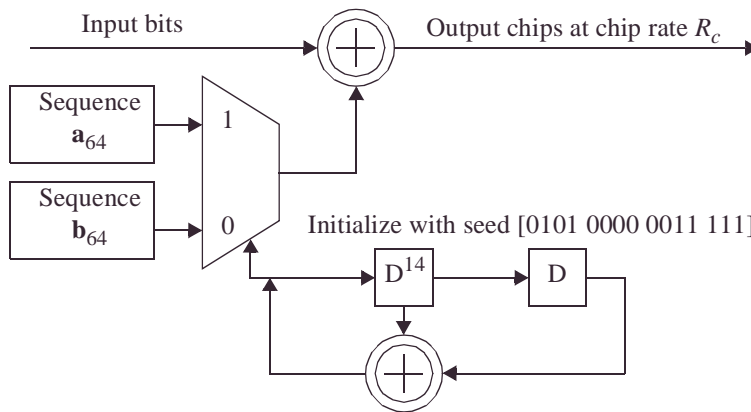 Input bits
Output chips at chip rate R_c
Sequence
a_64
1
Sequence
b_64
0
Initialize with seed [0101 0000 0011 111]
D^14
D